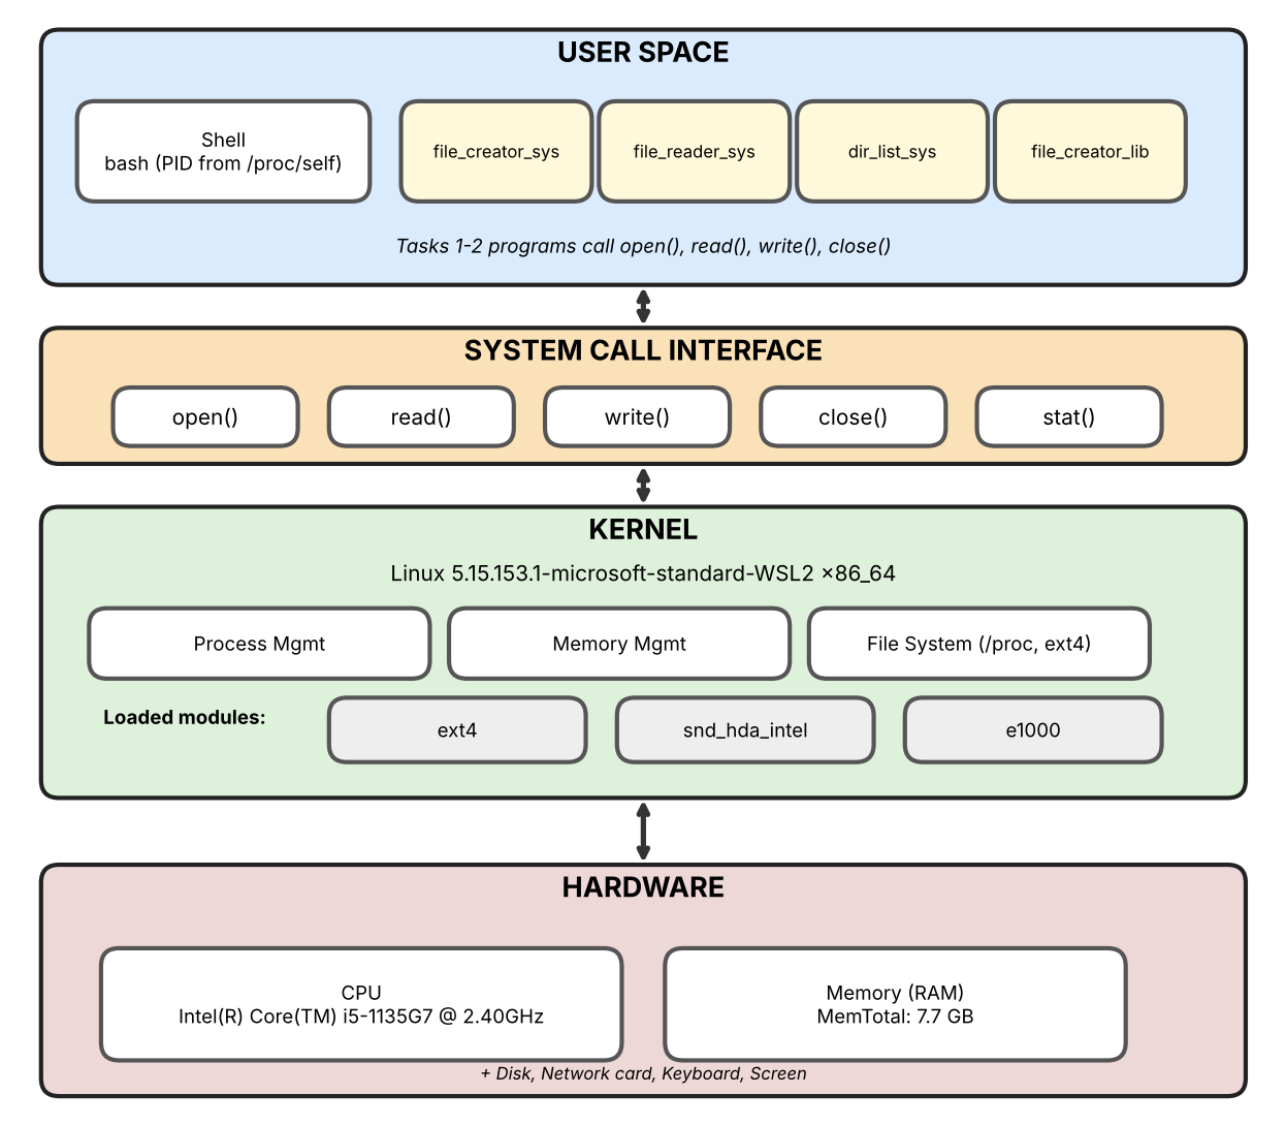 USER SPACE
Shell
bash (PID from /proc/self)
file_creator_sys
file_reader_sys
dir_list_sys
file_creator_lib
Tasks 1-2 programs call open(), read(), write(), close()
SYSTEM CALL INTERFACE
open()
read()
write()
close()
stat()
KERNEL
Linux 5.15.153.1-microsoft-standard-WSL2 ×86_64
Process Mgmt
Memory Mgmt
File System (/proc, ext4)
Loaded modules:
ext4
snd_hda_intel
e1000
HARDWARE
CPU
Intel(R) Core(TM) i5-1135G7 @ 2.40GHz
Memory (RAM)
MemTotal: 7.7 GB
+ Disk, Network card, Keyboard, Screen